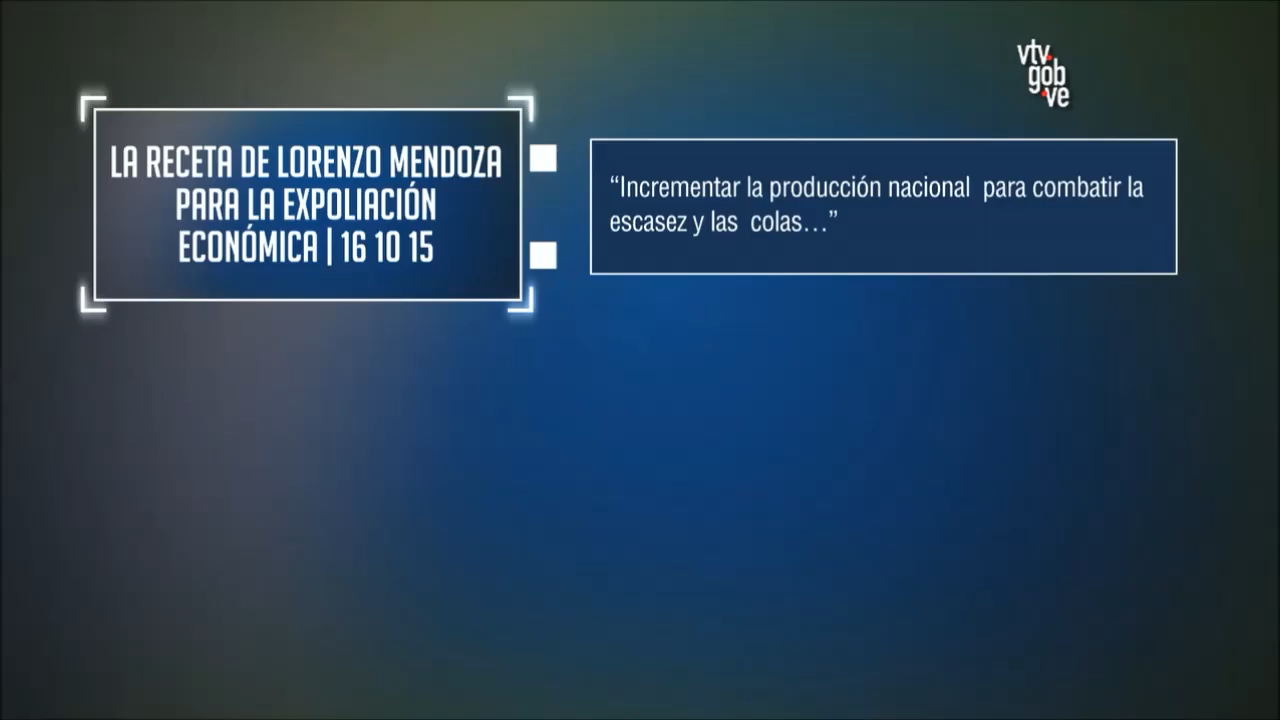 vtv.
gob
.ve
LA RECETA DE LORENZO MENDOZA
PARA LA EXPOLIACIÓN
ECONÓMICA | 16 10 15
“Incrementar la producción nacional para combatir la
escasez y las colas…”